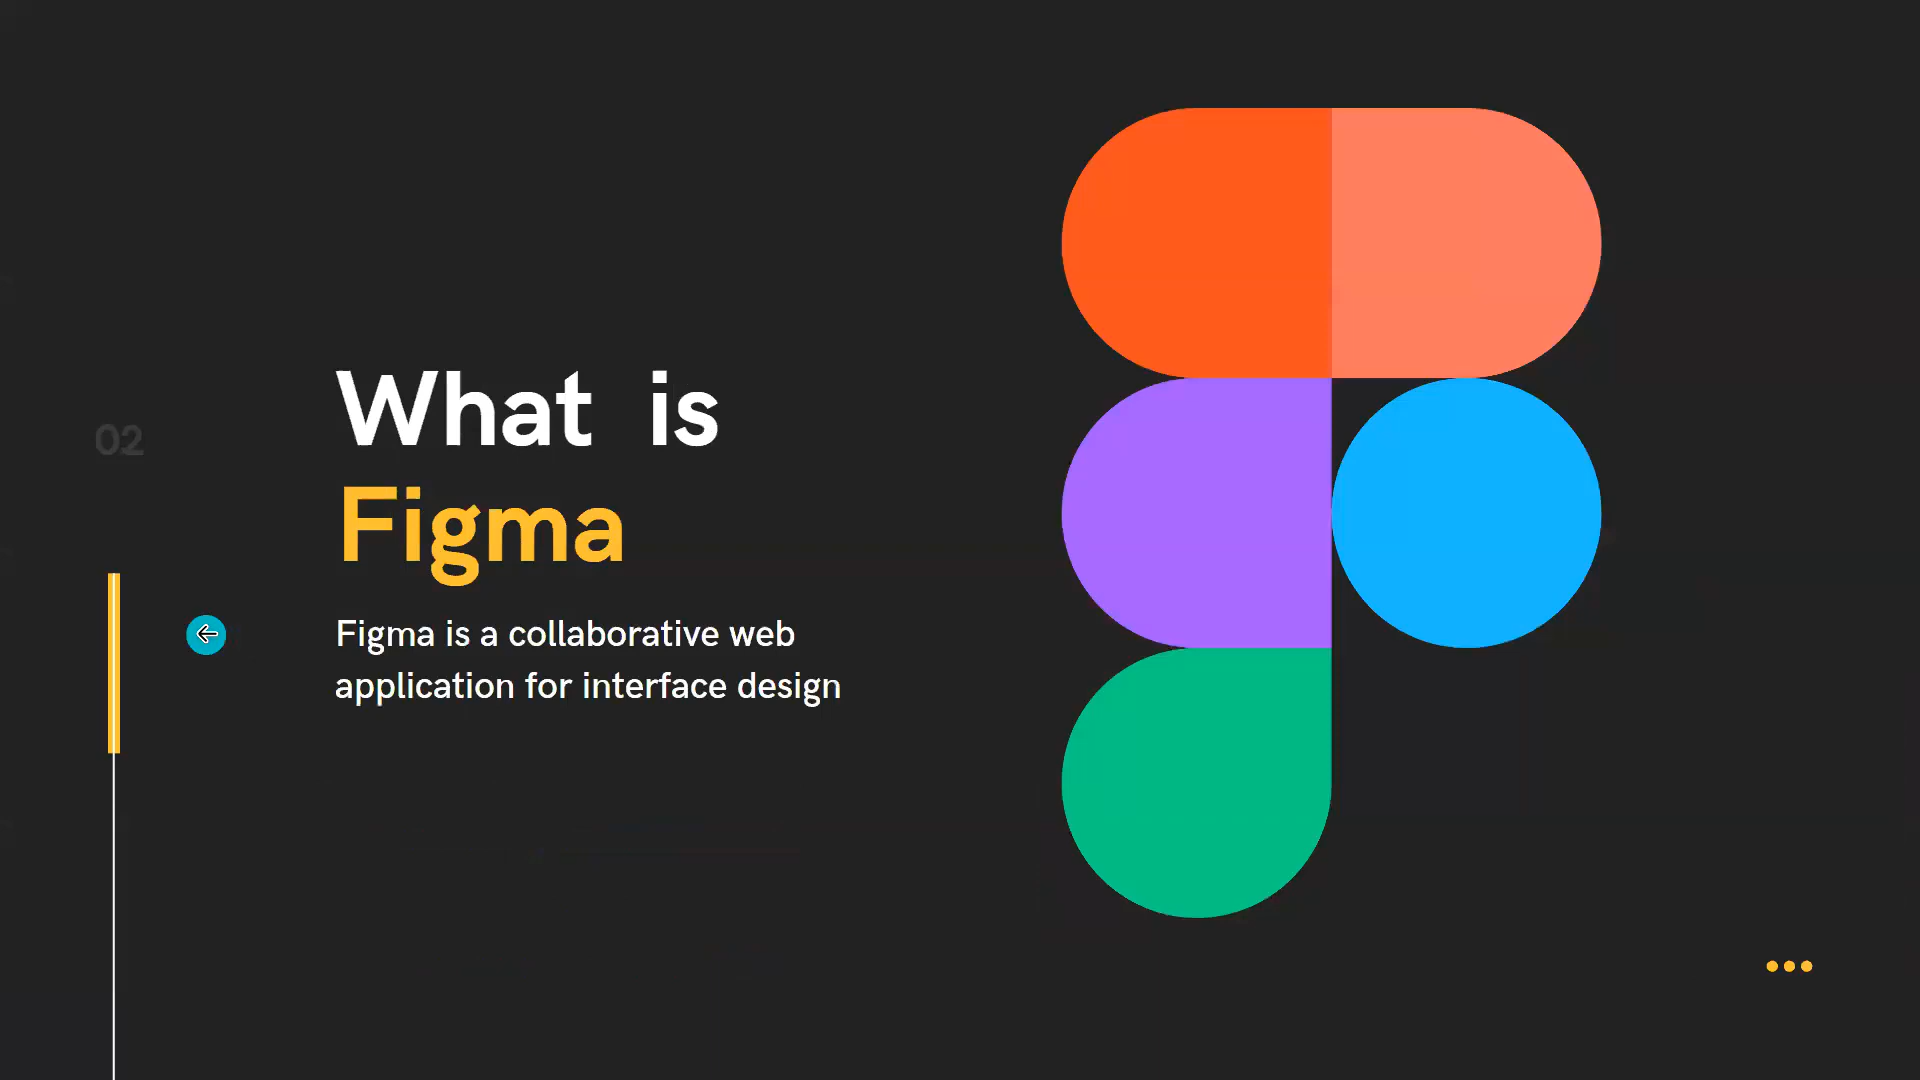 02
What is
Figma
Figma is a collaborative web
application for interface design